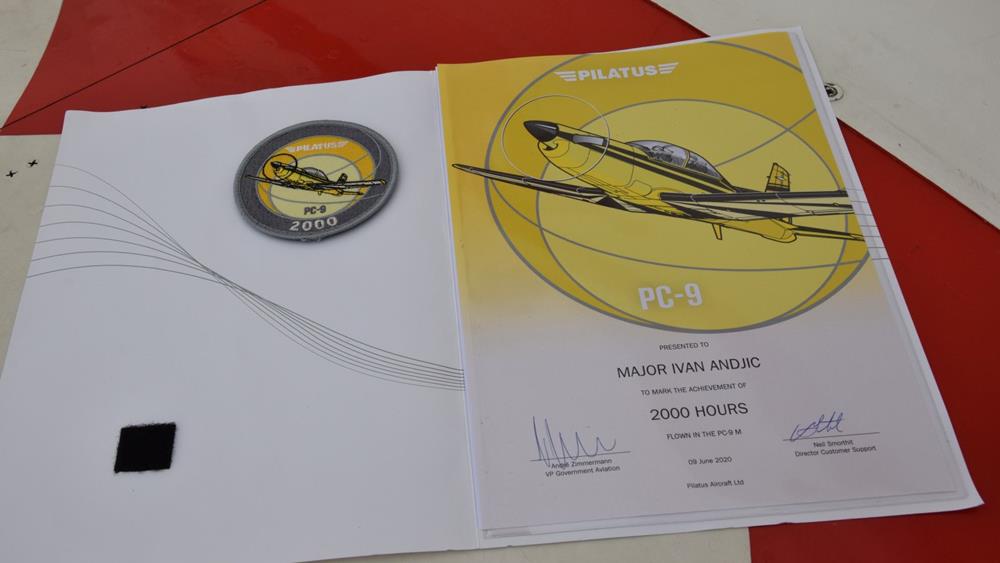 PILATUS
PC-9
2000
PILATUS
PC-9
PRESENTED TO
MAJOR IVAN ANDJIC
TO MARK THE ACHIEVEMENT OF
2000 HOURS
FLOWN IN THE PC-9 M
André Zimmermann
VP Government Aviation
09 June 2020
Neil Smorthit
Director Customer Support
Pilatus Aircraft Ltd